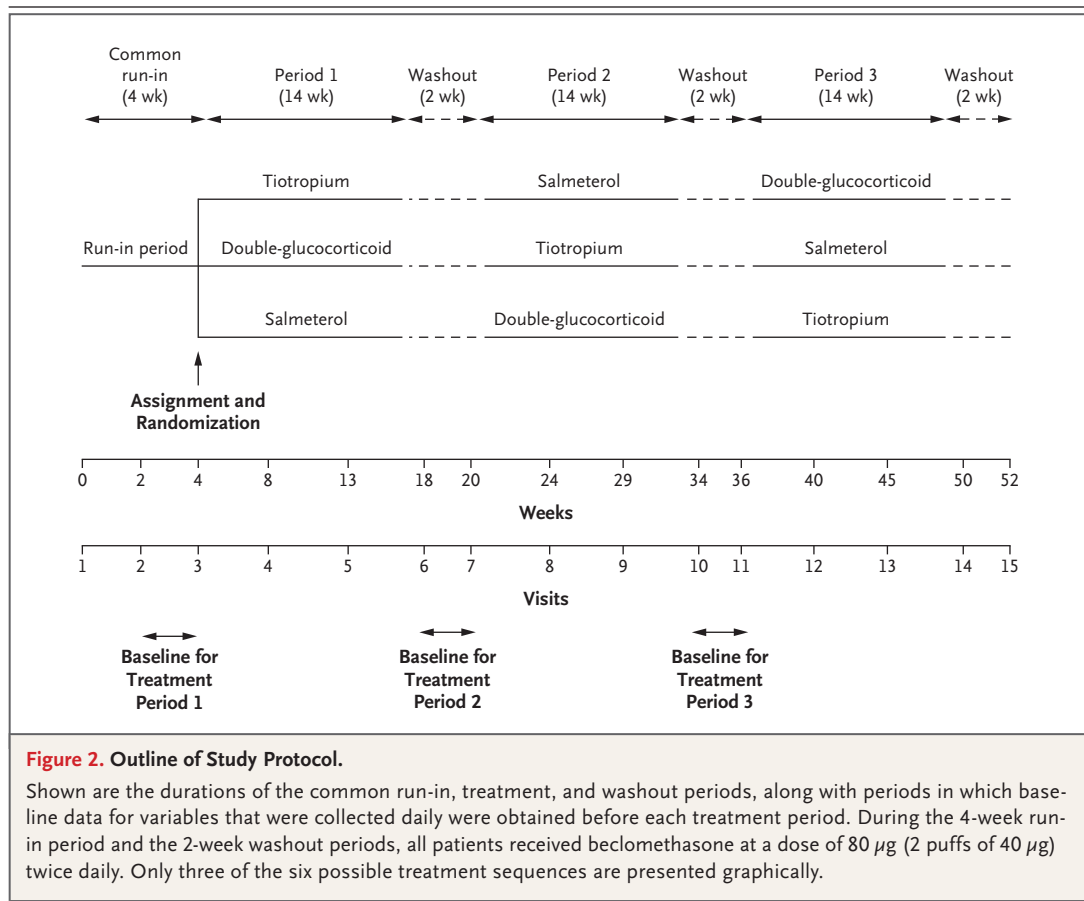 Common
run-in
(4 wk)
Period 1
(14 wk)
Washout
(2 wk)
Period 2
(14 wk)
Washout
(2 wk)
Period 3
(14 wk)
Washout
(2 wk)
Tiotropium
Salmeterol
Double-glucocorticoid
Run-in period
Double-glucocorticoid
Tiotropium
Salmeterol
Salmeterol
Double-glucocorticoid
Tiotropium
Assignment and
Randomization
0 2 4 8 13 18 20 24 29 34 36 40 45 50 52
Weeks
1 2 3 4 5 6 7 8 9 10 11 12 13 14 15
Visits
Baseline for
Treatment
Period 1
Baseline for
Treatment
Period 2
Baseline for
Treatment
Period 3
Figure 2. Outline of Study Protocol.
Shown are the durations of the common run-in, treatment, and washout periods, along with periods in which base-
line data for variables that were collected daily were obtained before each treatment period. During the 4-week run-
in period and the 2-week washout periods, all patients received beclomethasone at a dose of 80 µg (2 puffs of 40 µg)
twice daily. Only three of the six possible treatment sequences are presented graphically.